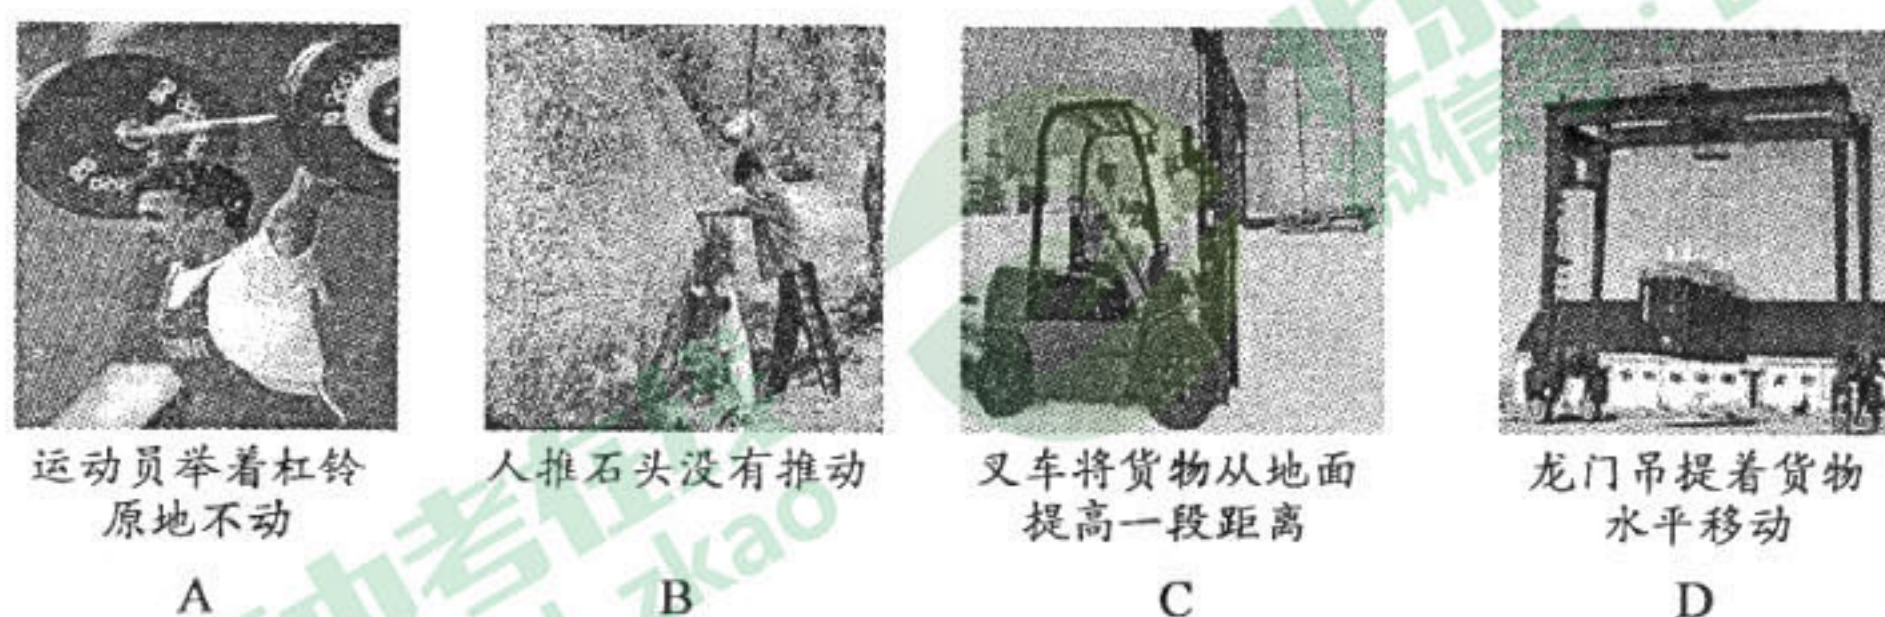 运动员举着杠铃
原地不动
A
人推石头没有推动
B
叉车将货物从地面
提高一段距离
C
龙门吊提着货物
水平移动
D
zkao